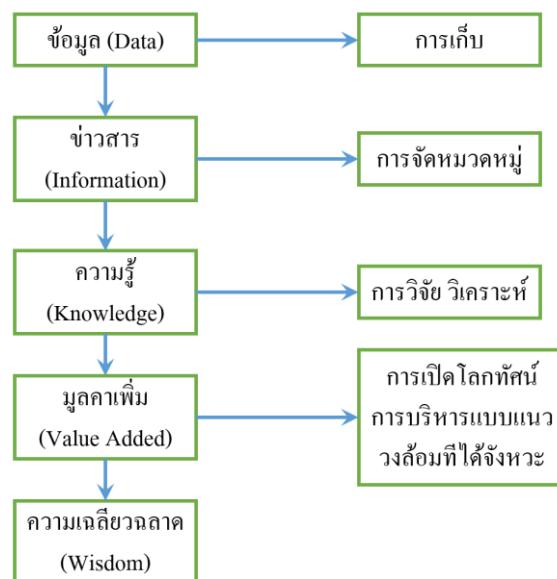 ข้อมูล (Data)
การเก็บ
ข่าวสาร
(Information)
การจัดหมวดหมู่
ความรู้
(Knowledge)
การวิจัย วิเคราะห์
มูลคาเพิ่ม
(Value Added)
การเปิดโลกทัศน์
การบริหารแบบแนว
วงล้อมทีได้จังหวะ
ความเฉลียวฉลาด
(Wisdom)